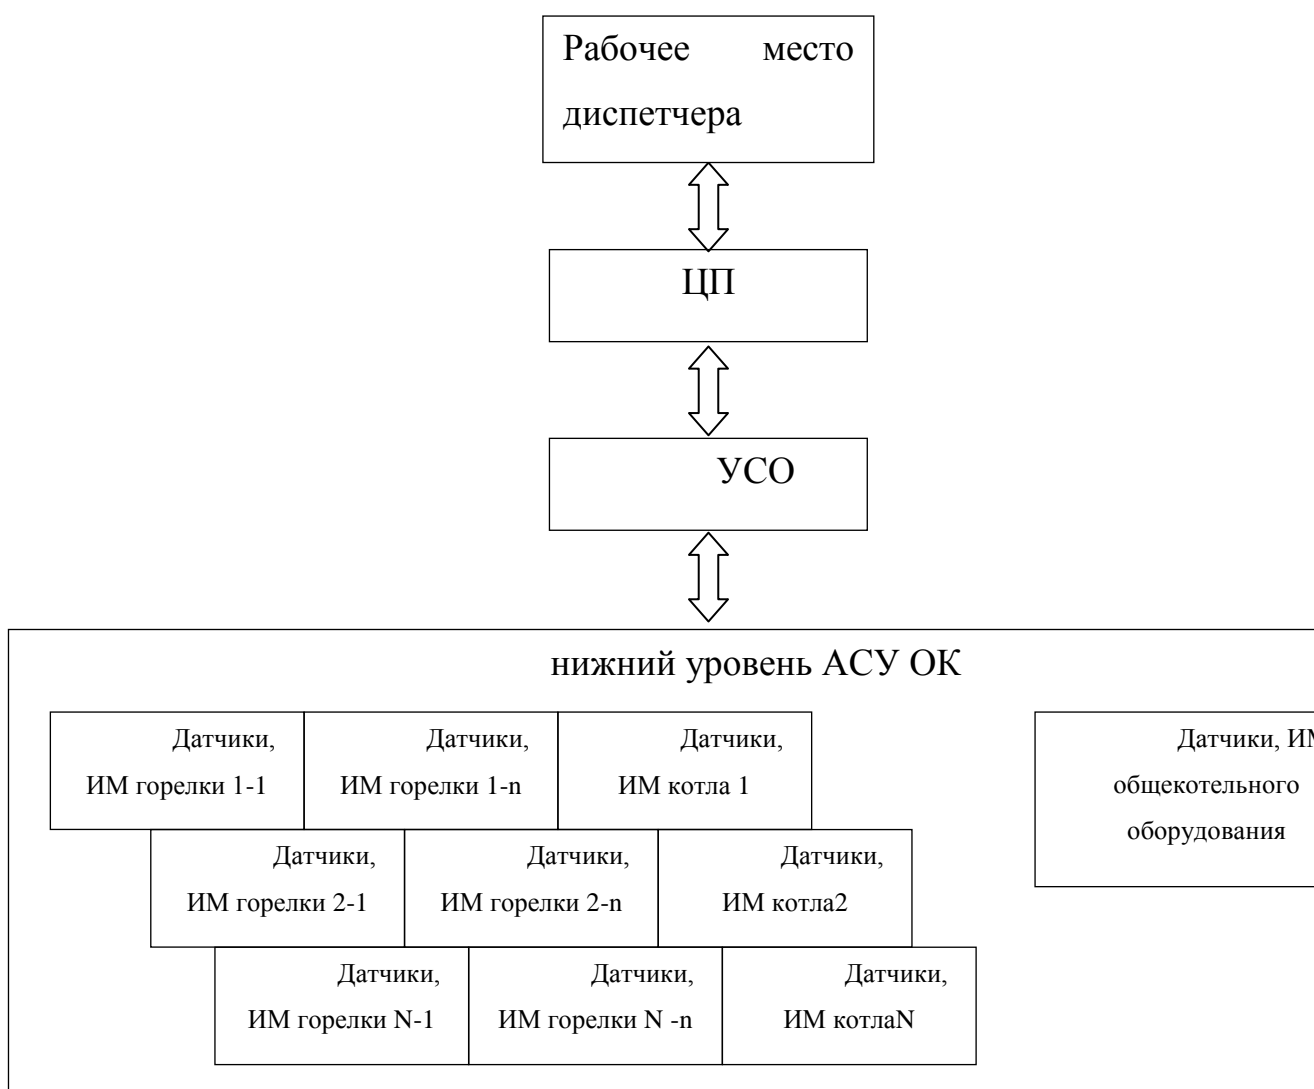 Рабочее место
диспетчера
ЦП
УСО
нижний уровень АСУ ОК
Датчики,
ИМ горелки 1-1
Датчики,
ИМ горелки 1-n
Датчики,
ИМ котла 1
Датчики, ИМ
общекотельного
оборудования
Датчики,
ИМ горелки 2-1
Датчики,
ИМ горелки 2-n
Датчики,
ИМ котла2
Датчики,
ИМ горелки N-1
Датчики,
ИМ горелки N -n
Датчики,
ИМ котлаN